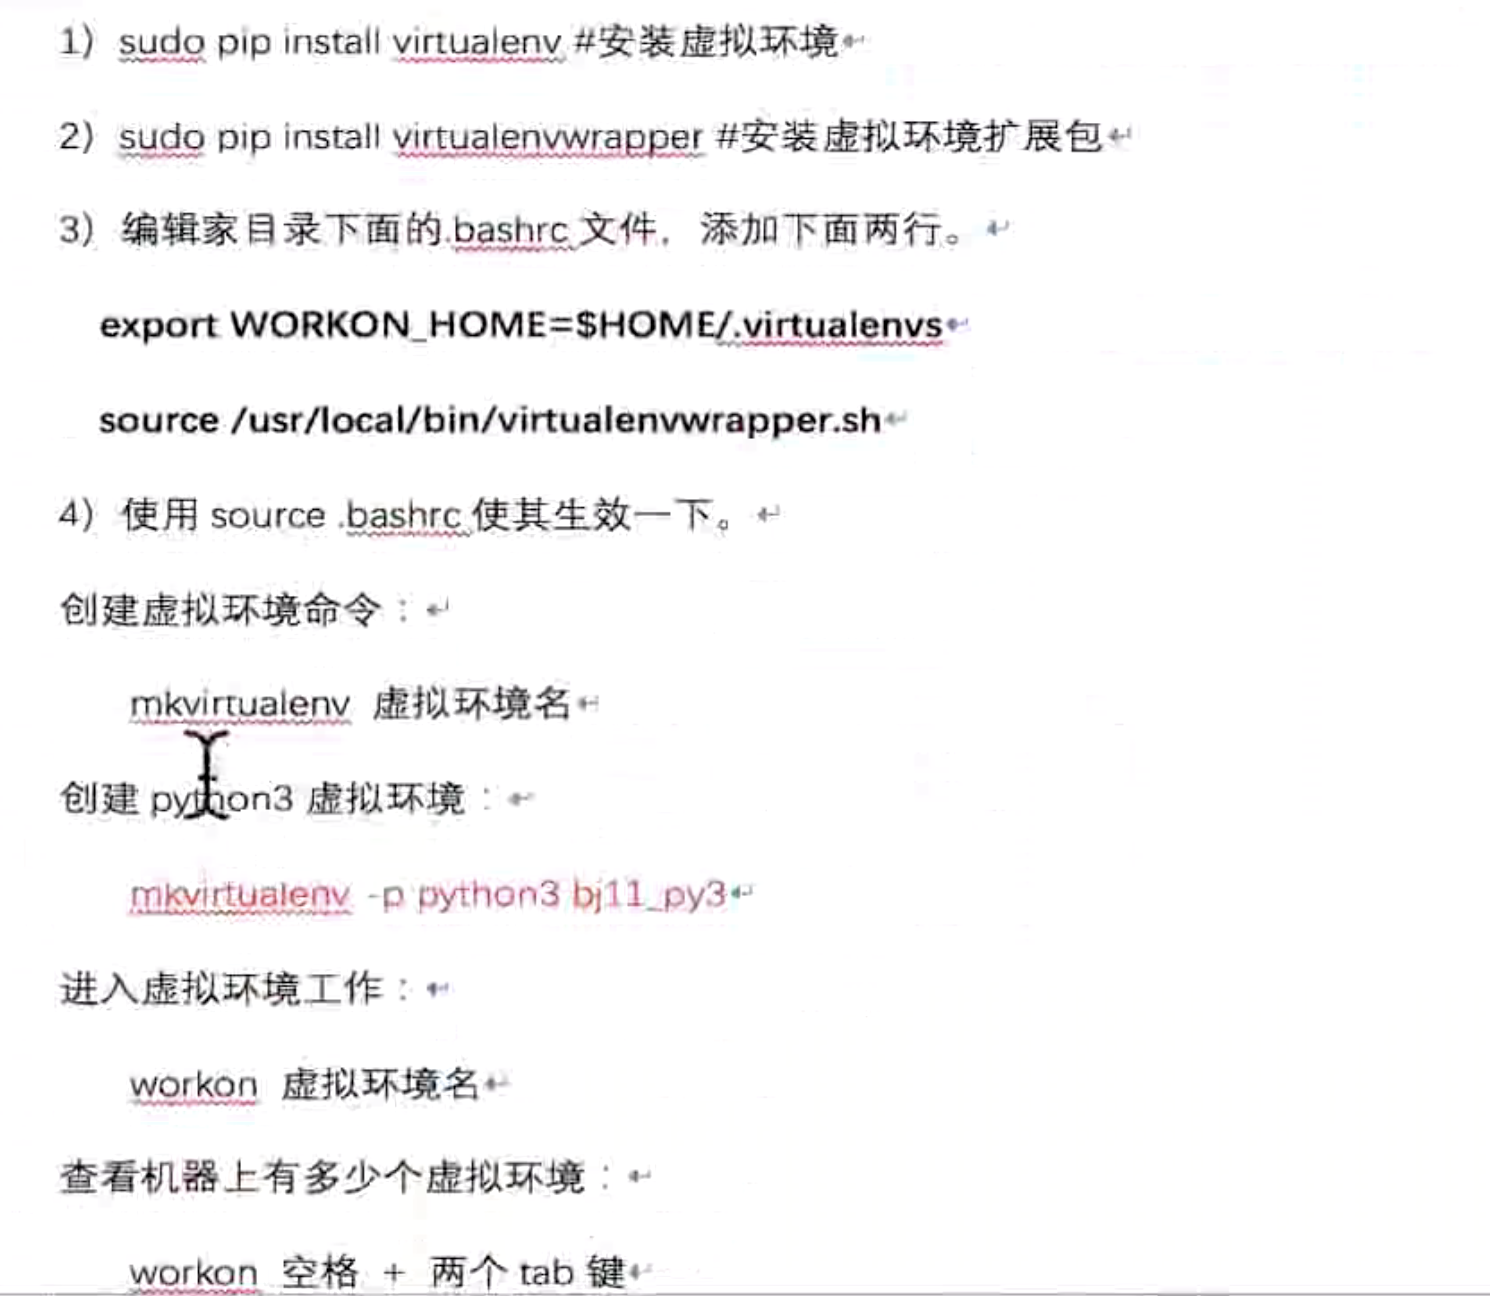 1）sudo pip install virtualenv #安装虚拟环境
2）sudo pip install virtualenvwrapper #安装虚拟环境扩展包
3）编辑家目录下面的.bashrc 文件，添加下面两行。
export WORKON_HOME=$HOME/.virtualenvs
source /usr/local/bin/virtualenvwrapper.sh
4）使用 source .bashrc 使其生效一下。
创建虚拟环境命令：
mkvirtualenv 虚拟环境名
创建 python3 虚拟环境：
mkvirtualenv -p python3 bj11_py3
进入虚拟环境工作：
workon 虚拟环境名
查看机器上有多少个虚拟环境：
workon 空格 + 两个 tab 键